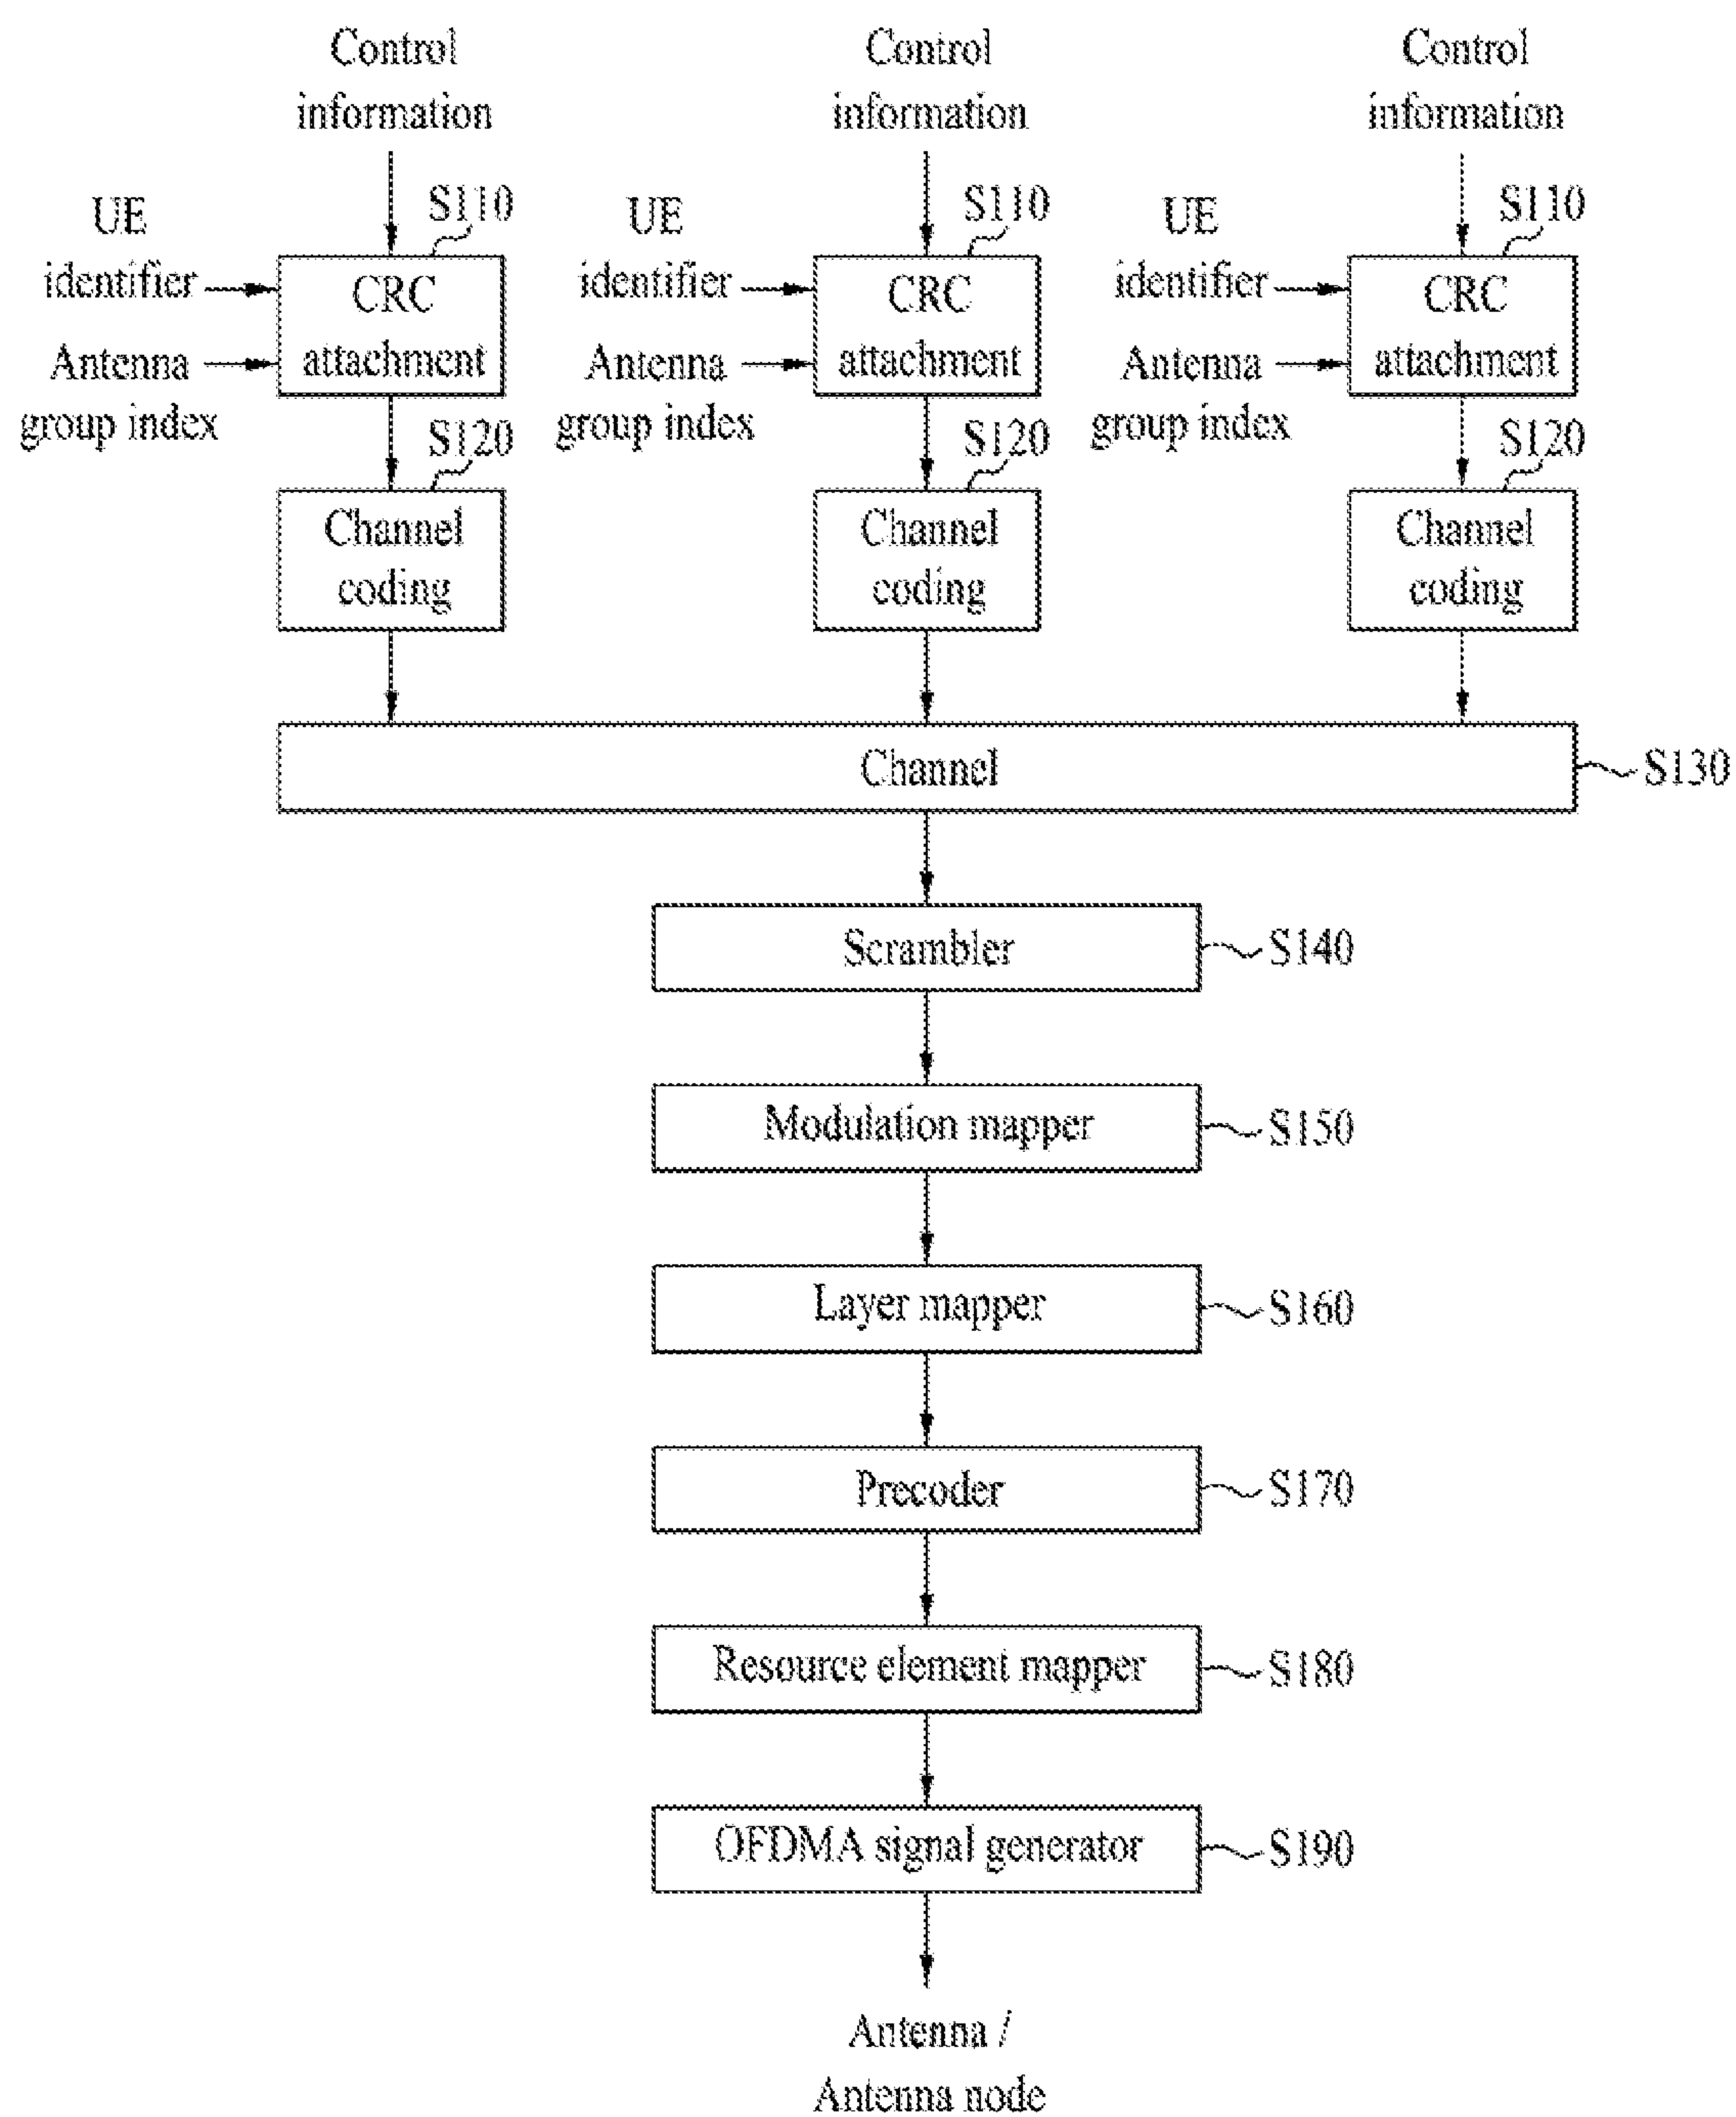 Control
information
Control
information
Control
information
UE
identifier
S110
UE
identifier
S110
UE
identifier
S110
CRC
attachment
CRC
attachment
CRC
attachment
Antenna
group index
Antenna
group index
Antenna
group index
S120
S120
S120
Channel
coding
Channel
coding
Channel
coding
Channel
S130
Scrambler
S140
Modulation mapper
S150
Layer mapper
S160
Precoder
S170
Resource element mapper
S180
OFDMA signal generator
S190
Antenna /
Antenna node